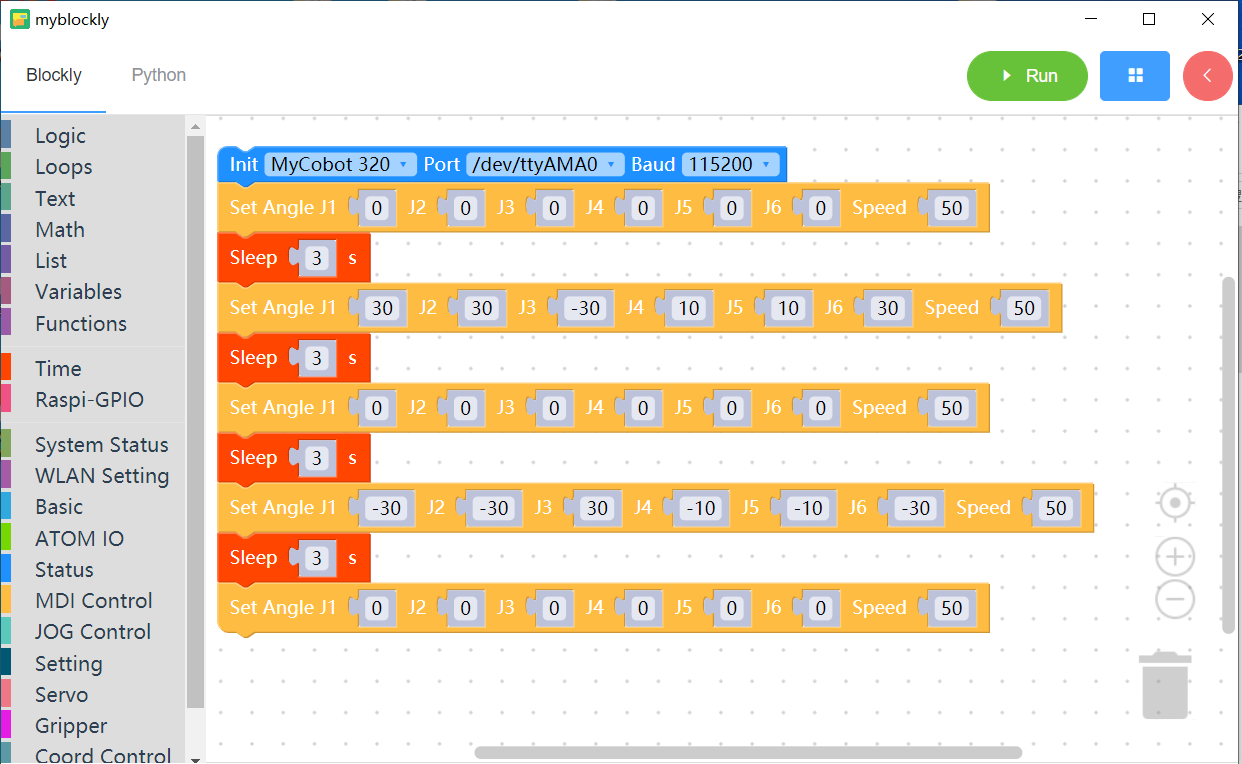 myblockly
Blockly Python Run
Logic
Loops
Text
Math
List
Variables
Functions
Time
Raspi-GPIO
System Status
WLAN Setting
Basic
ATOM IO
Status
MDI Control
JOG Control
Setting
Servo
Gripper
Coord Control
Init MyCobot 320 Port /dev/ttyAMA0 Baud 115200
Set Angle J1 0 J2 0 J3 0 J4 0 J5 0 J6 0 Speed 50
Sleep 3 s
Set Angle J1 30 J2 30 J3 -30 J4 10 J5 10 J6 30 Speed 50
Sleep 3 s
Set Angle J1 0 J2 0 J3 0 J4 0 J5 0 J6 0 Speed 50
Sleep 3 s
Set Angle J1 -30 J2 -30 J3 30 J4 -10 J5 -10 J6 -30 Speed 50
Sleep 3 s
Set Angle J1 0 J2 0 J3 0 J4 0 J5 0 J6 0 Speed 50